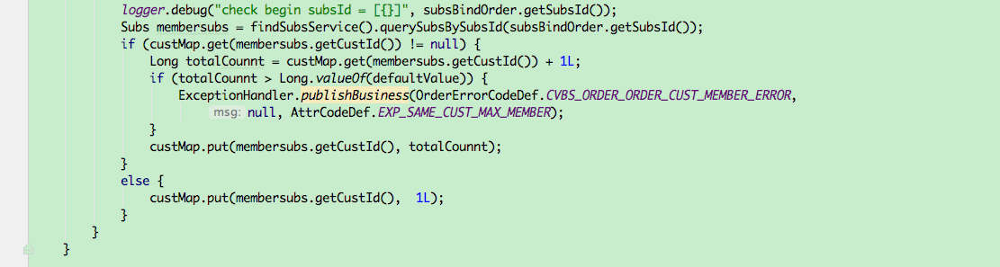 logger.debug("check begin subsId = [{}]", subsBindOrder.getSubsId());
Subs membersubs = findSubsService().querySubsBySubsId(subsBindOrder.getSubsId());
if (custMap.get(membersubs.getCustId()) != null) {
Long totalCounnt = custMap.get(membersubs.getCustId()) + 1L;
if (totalCounnt > Long.valueOf(defaultValue)) {
ExceptionHandler.publishBusiness(OrderErrorCodeDef.CVBS_ORDER_ORDER_CUST_MEMBER_ERROR,
msg: null, AttrCodeDef.EXP_SAME_CUST_MAX_MEMBER);
}
custMap.put(membersubs.getCustId(), totalCounnt);
}
else {
custMap.put(membersubs.getCustId(), 1L);
}
}
}